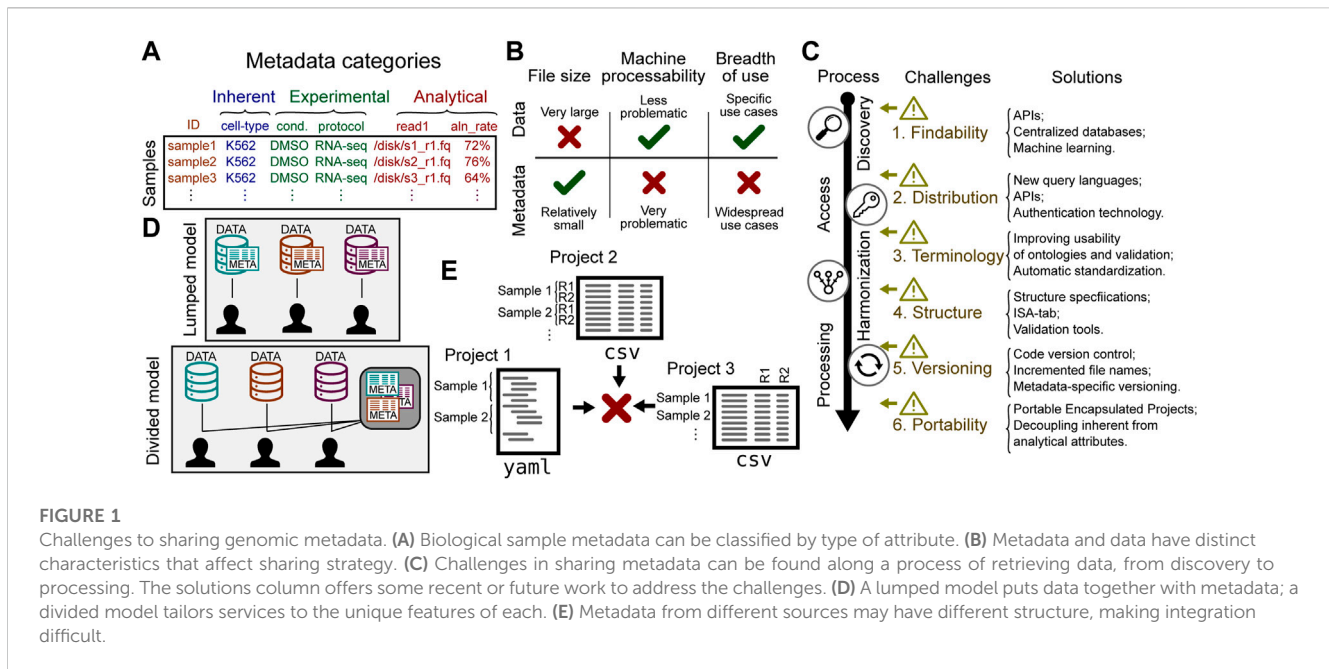 A
Metadata categories
Inherent Experimental Analytical
ID cell-type cond. protocol read1 aln_rate
Samples
sample1 K562 DMSO RNA-seq /disk/s1_r1.fq 72%
sample2 K562 DMSO RNA-seq /disk/s2_r1.fq 76%
sample3 K562 DMSO RNA-seq /disk/s3_r1.fq 64%
⋮ ⋮ ⋮ ⋮ ⋮ ⋮
B
File size
Machine
processability
Breadth
of use
Data
Very large
Less
problematic
Specific
use cases
Metadata
Relatively
small
Very
problematic
Widespread
use cases
C
Process Challenges Solutions
Discovery
Access
Harmonization
Processing
1. Findability
APIs;
Centralized databases;
Machine learning.
2. Distribution
New query languages;
APIs;
Authentication technology.
3. Terminology
Improving usability
of ontologies and validation;
Automatic standardization.
4. Structure
Structure specfiications;
ISA-tab;
Validation tools.
5. Versioning
Code version control;
Incremented file names;
Metadata-specific versioning.
6. Portability
Portable Encapsulated Projects;
Decoupling inherent from
analytical attributes.
D
Lumped model
DATA DATA DATA
META META META
Divided model
DATA DATA DATA
META
META
META
E
Project 2
Sample 1 R1
R2
Sample 2 R1
R2
⋮
csv
Project 1
Sample 1
Sample 2
⋮
yaml
Project 3
R1 R2
Sample 1
Sample 2
⋮
csv
FIGURE 1
Challenges to sharing genomic metadata. (A) Biological sample metadata can be classified by type of attribute. (B) Metadata and data have distinct
characteristics that affect sharing strategy. (C) Challenges in sharing metadata can be found along a process of retrieving data, from discovery to
processing. The solutions column offers some recent or future work to address the challenges. (D) A lumped model puts data together with metadata; a
divided model tailors services to the unique features of each. (E) Metadata from different sources may have different structure, making integration
difficult.